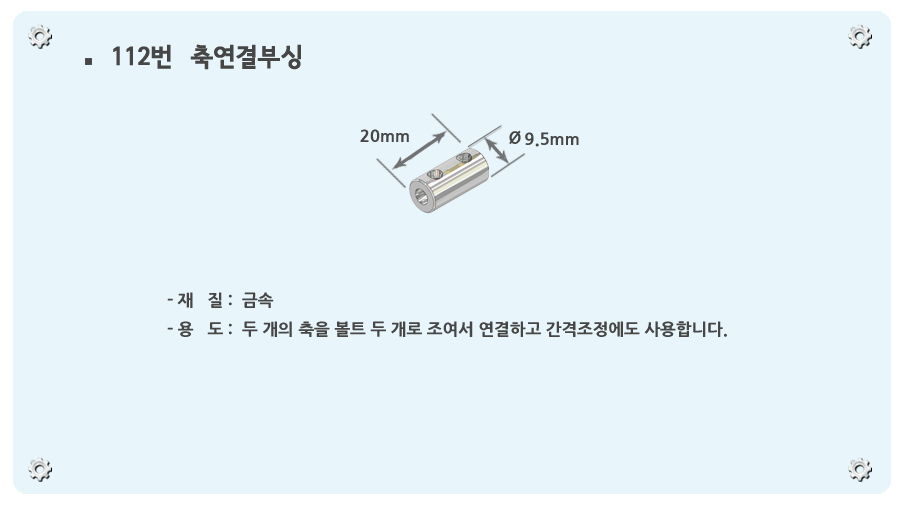 ▪ 112번 축연결부싱
20mm
Ø 9.5mm
- 재 질 : 금속
- 용 도 : 두 개의 축을 볼트 두 개로 조여서 연결하고 간격조정에도 사용합니다.